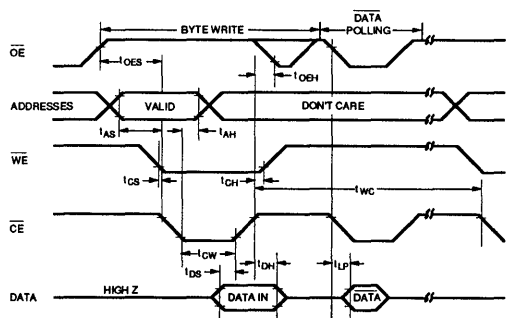 BYTE WRITE
DATA
POLLING
OE
tOES
tOEH
ADDRESSES
VALID
DON'T CARE
tAS
tAH
WE
tCS
tCH
tWC
CE
tCW
tDS
tDH
tLP
DATA
HIGH Z
DATA IN
DATA